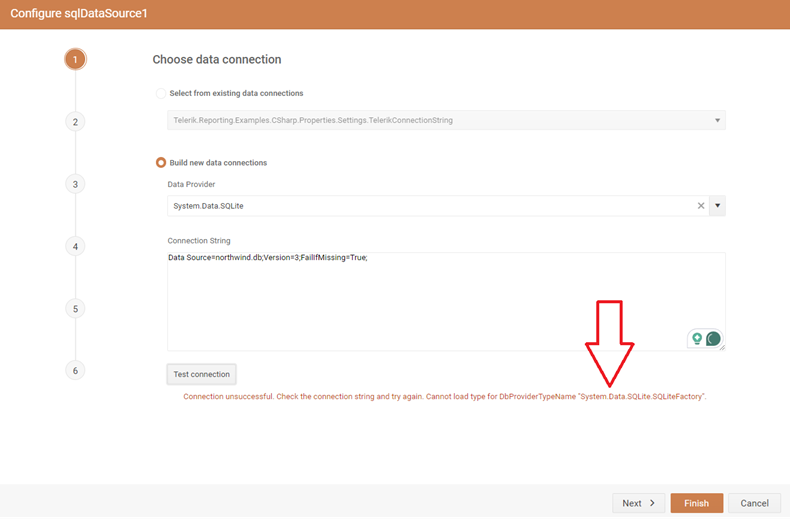 Configure sqlDataSource1
1
Choose data connection
Select from existing data connections
2
Telerik.Reporting.Examples.CSharp.Properties.Settings.TelerikConnectionString
Build new data connections
3
Data Provider
System.Data.SQLite
4
Connection String
Data Source=northwind.db;Version=3;FailIfMissing=True;
5
6
Test connection
Connection unsuccessful. Check the connection string and try again. Cannot load type for DbProviderTypeName "System.Data.SQLite.SQLiteFactory".
Next
Finish
Cancel